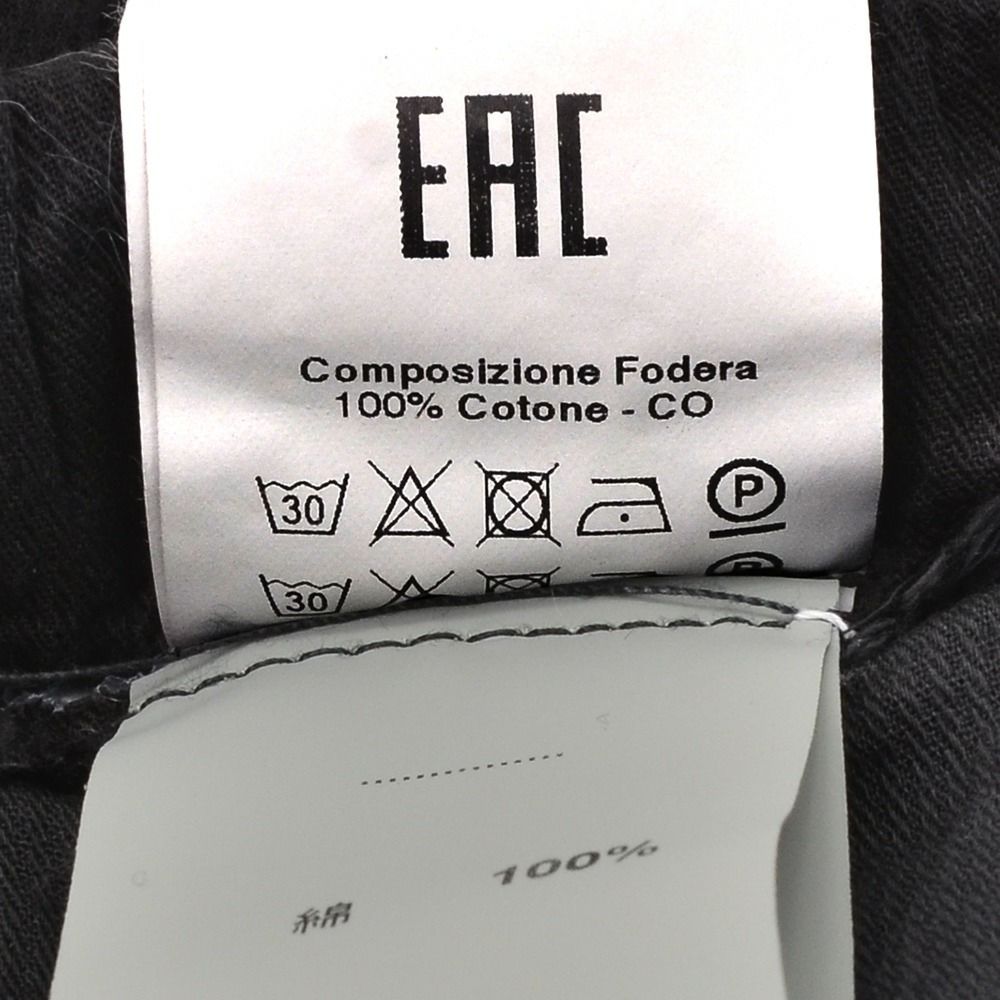 EAC
Composizione Fodera
100% Cotone - CO
30 P
30
綿 100%